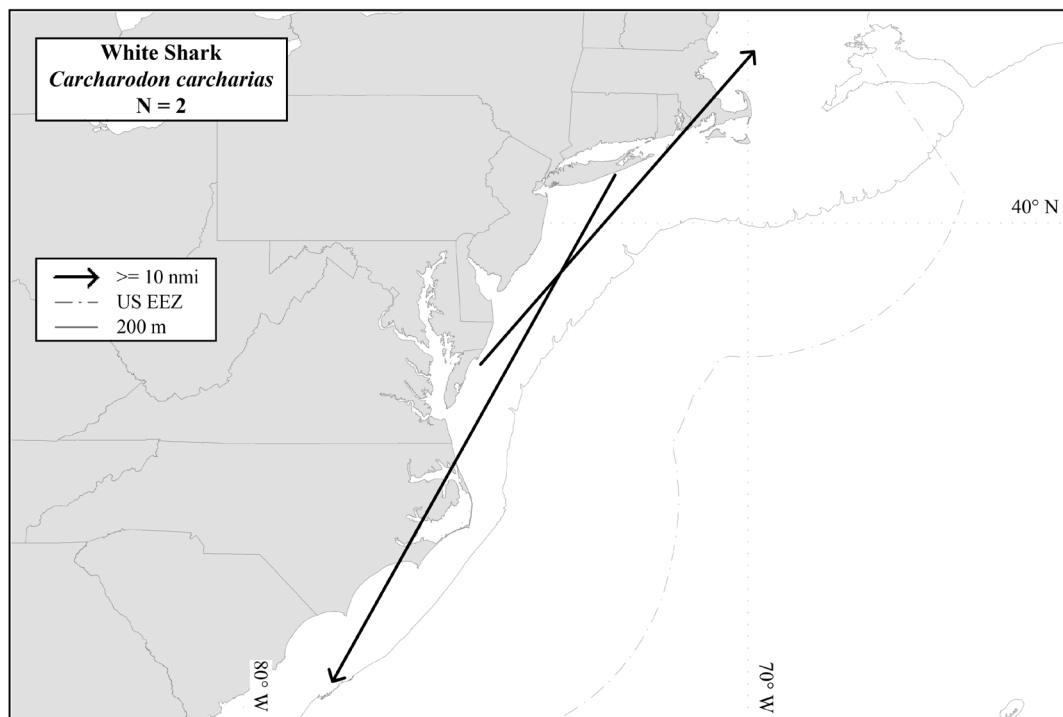 White Shark
Carcharodon carcharias
N = 2
40° N
>= 10 nmi
US EEZ
200 m
80° W
70° W